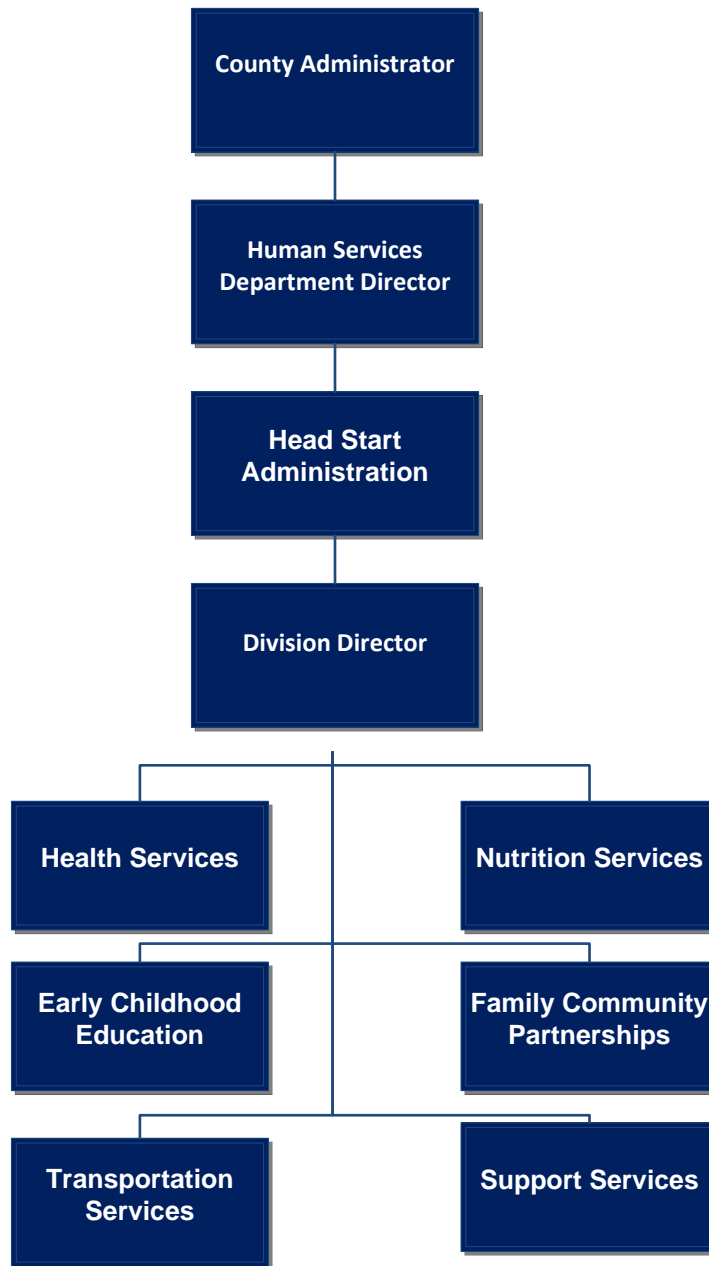 County Administrator
Human Services
Department Director
Head Start
Administration
Division Director
Health Services
Nutrition Services
Early Childhood
Education
Family Community
Partnerships
Transportation
Services
Support Services